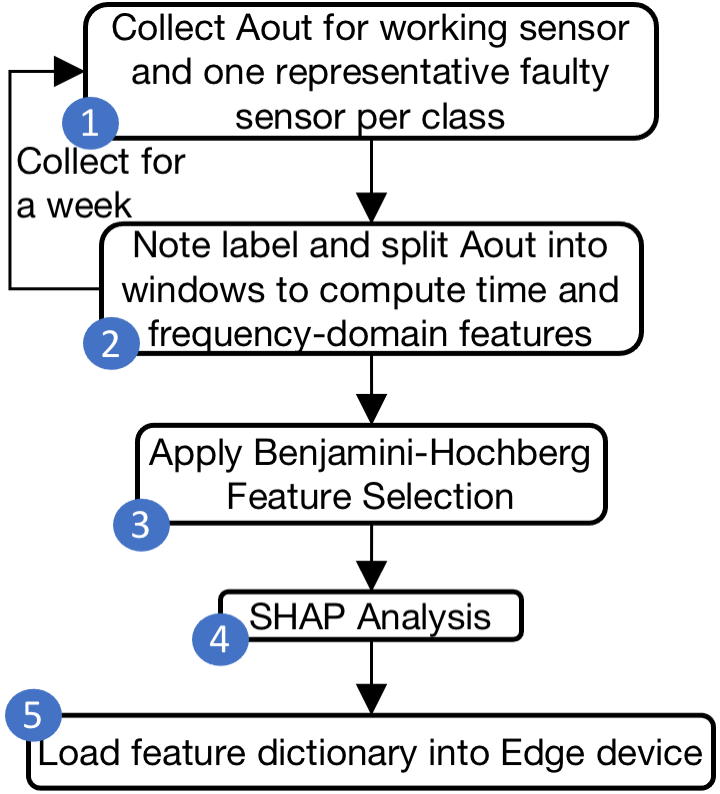 Collect Aout for working sensor
and one representative faulty
sensor per class
1
Collect for
a week
Note label and split Aout into
windows to compute time and
frequency-domain features
2
Apply Benjamini-Hochberg
Feature Selection
3
SHAP Analysis
4
5
Load feature dictionary into Edge device